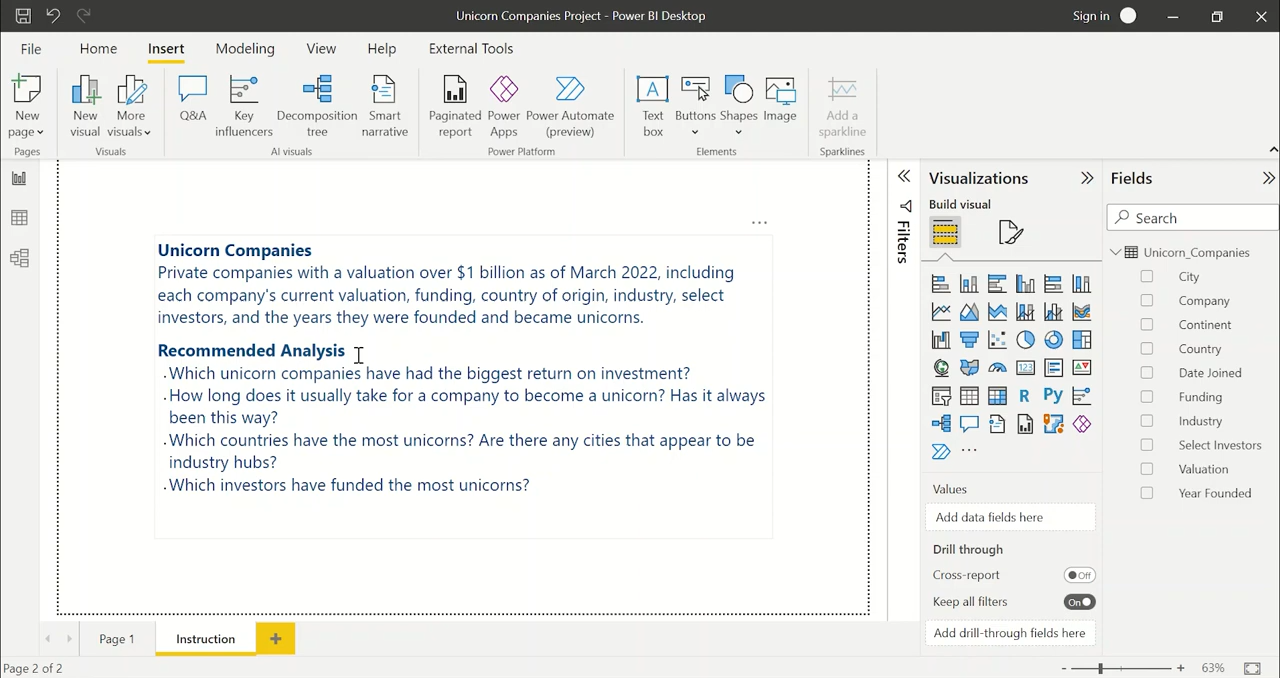 Unicorn Companies Project - Power BI Desktop
Sign in
File Home Insert Modeling View Help External Tools
New page
New visual
More visuals
Q&A
Key influencers
Decomposition tree
Smart narrative
Paginated report
Power Apps
Power Automate (preview)
Text box
Buttons
Shapes
Image
Add a sparkline
Pages Visuals AI visuals Power Platform Elements Sparklines
Unicorn Companies
Private companies with a valuation over $1 billion as of March 2022, including
each company's current valuation, funding, country of origin, industry, select
investors, and the years they were founded and became unicorns.
Recommended Analysis
.Which unicorn companies have had the biggest return on investment?
.How long does it usually take for a company to become a unicorn? Has it always
been this way?
.Which countries have the most unicorns? Are there any cities that appear to be
industry hubs?
.Which investors have funded the most unicorns?
Filters
Visualizations
Build visual
123
R
Py
Values
Add data fields here
Drill through
Cross-report
Off
Keep all filters
On
Add drill-through fields here
Fields
Search
Unicorn_Companies
City
Company
Continent
Country
Date Joined
Funding
Industry
Select Investors
Valuation
Year Founded
Page 1
Instruction
+
Page 2 of 2
- + 63%